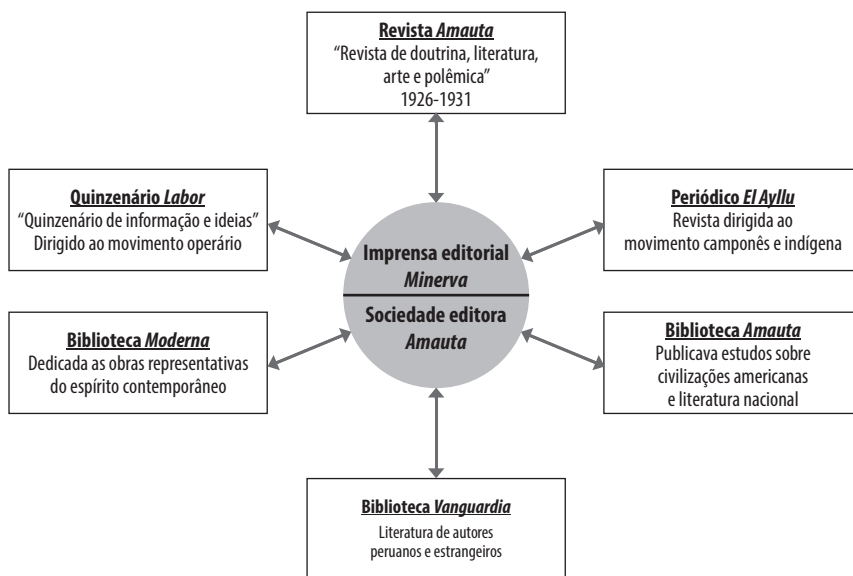 Revista Amauta
“Revista de doutrina, literatura,
arte e polêmica”
1926-1931
Quinzenário Labor
“Quinzenário de informação e ideias”
Dirigido ao movimento operário
Periódico El Ayllu
Revista dirigida ao
movimento camponês e indígena
Imprensa editorial
Minerva
Sociedade editora
Amauta
Biblioteca Moderna
Dedicada as obras representativas
do espírito contemporâneo
Biblioteca Amauta
Publicava estudos sobre
civilizações americanas
e literatura nacional
Biblioteca Vanguardia
Literatura de autores
peruanos e estrangeiros